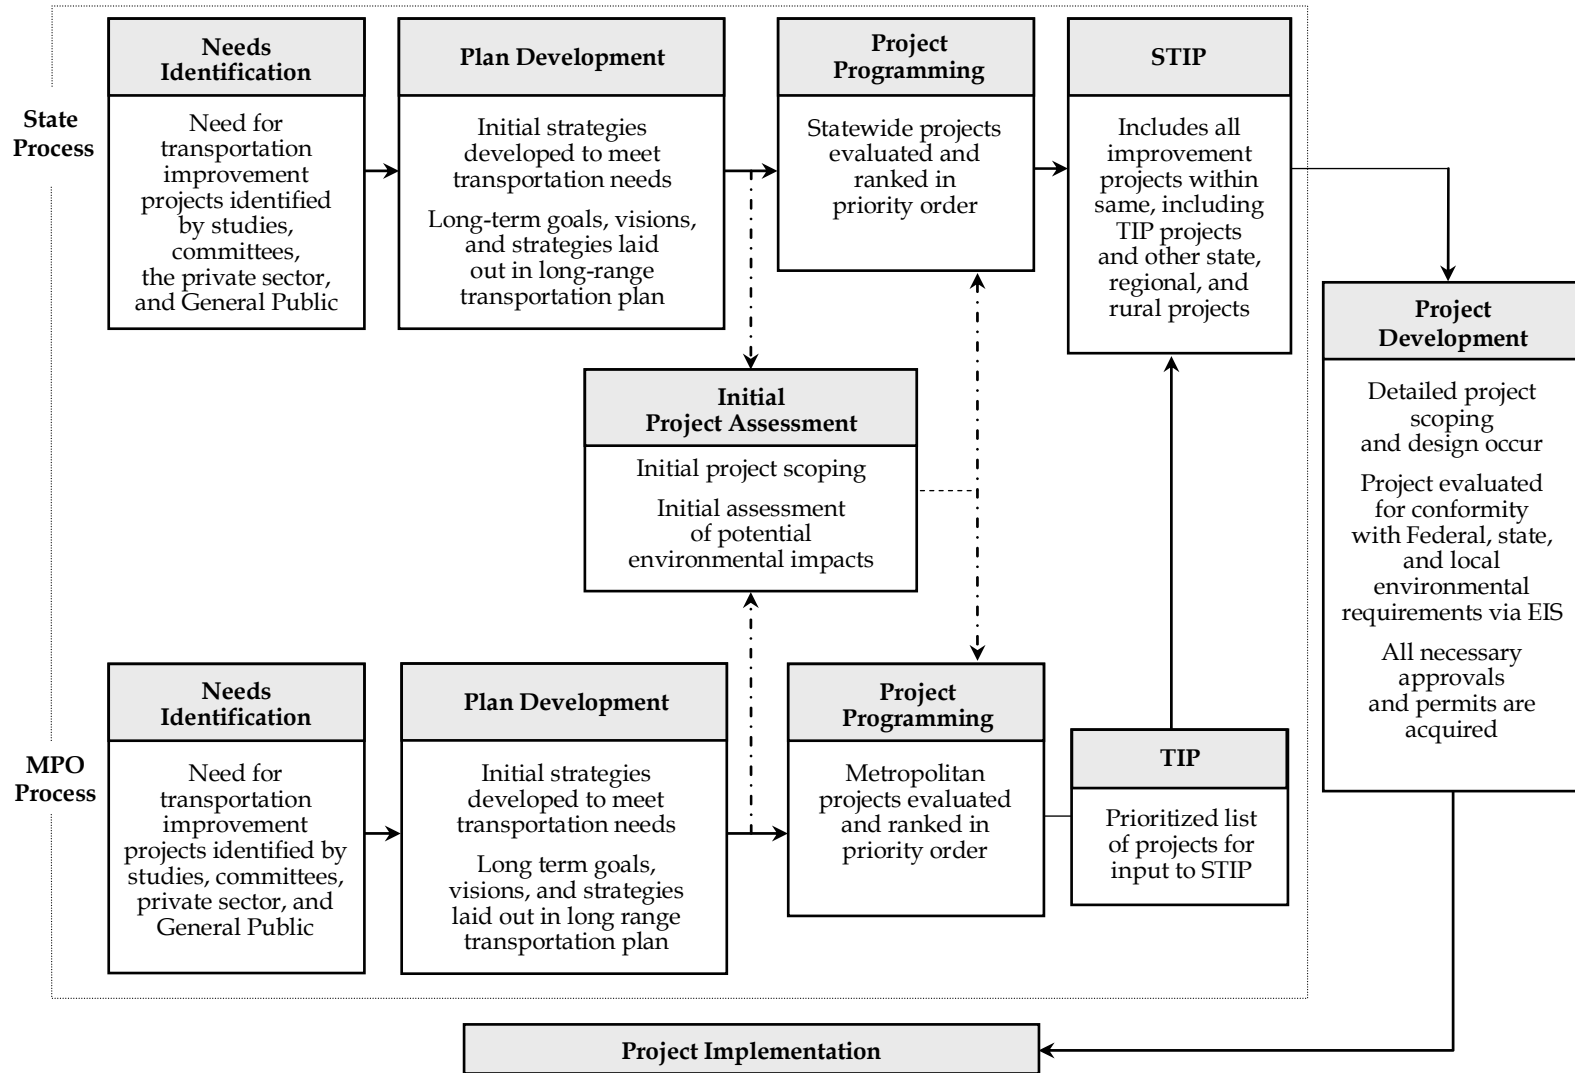 State
Process
Needs
Identification
Need for
transportation
improvement
projects identified
by studies,
committees,
the private sector,
and General Public
Plan Development
Initial strategies
developed to meet
transportation needs
Long-term goals, visions,
and strategies laid
out in long-range
transportation plan
Project
Programming
Statewide projects
evaluated and
ranked in
priority order
STIP
Includes all
improvement
projects within
same, including
TIP projects
and other state,
regional, and
rural projects
Project
Development
Detailed project
scoping
and design occur
Project evaluated
for conformity
with Federal, state,
and local
environmental
requirements via EIS
All necessary
approvals
and permits are
acquired
Initial
Project Assessment
Initial project scoping
Initial assessment
of potential
environmental impacts
MPO
Process
Needs
Identification
Need for
transportation
improvement
projects identified by
studies, committees,
private sector, and
General Public
Plan Development
Initial strategies
developed to meet
transportation needs
Long term goals,
visions, and strategies
laid out in long range
transportation plan
Project
Programming
Metropolitan
projects evaluated
and ranked in
priority order
TIP
Prioritized list
of projects for
input to STIP
Project Implementation